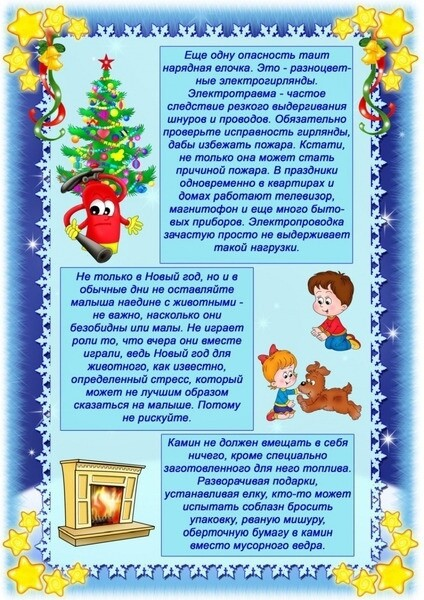 Еще одну опасность таит
нарядная елочка. Это - разноцвет-
ные электрогирлянды.
Электротравма - частое
следствие резкого выдергивания
шнуров и проводов. Обязательно
проверьте исправность гирлянды,
дабы избежать пожара. Кстати,
не только она может стать
причиной пожара. В праздники
одновременно в квартирах и
домах работают телевизор,
магнитофон и еще много быто-
вых приборов. Электропроводка
зачастую просто не выдерживает
такой нагрузки.
Не только в Новый год, но и в
обычные дни не оставляйте
малыша наедине с животными -
не важно, насколько они
безобидны или малы. Не играет
роли то, что вчера они вместе
играли, ведь Новый год для
животного, как известно,
определенный стресс, который
может не лучшим образом
сказаться на малыше. Потому
не рискуйте.
Камин не должен вмещать в себя
ничего, кроме специально
заготовленного для него топлива.
Разворачивая подарки,
устанавливая елку, кто-то может
испытать соблазн бросить
упаковку, рваную мишуру,
оберточную бумагу в камин
вместо мусорного ведра.